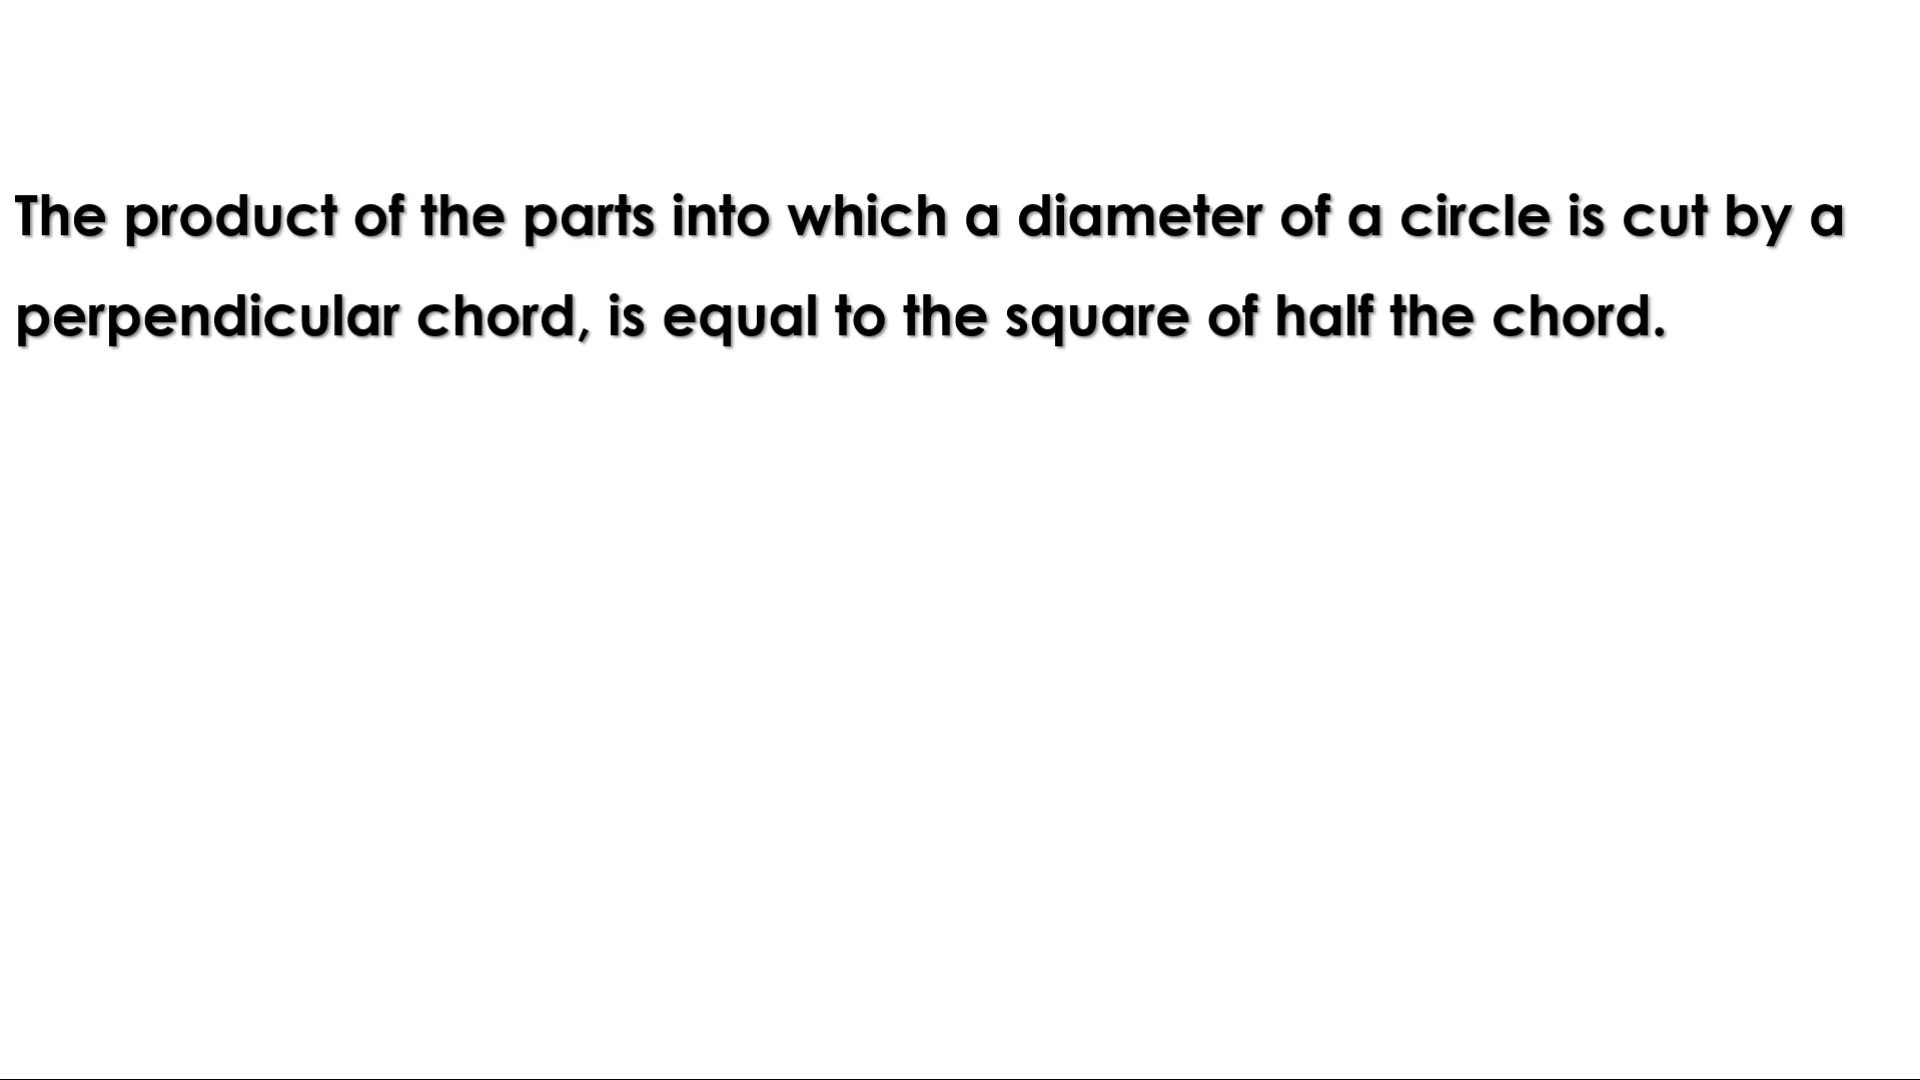 The product of the parts into which a diameter of a circle is cut by a
perpendicular chord, is equal to the square of half the chord.